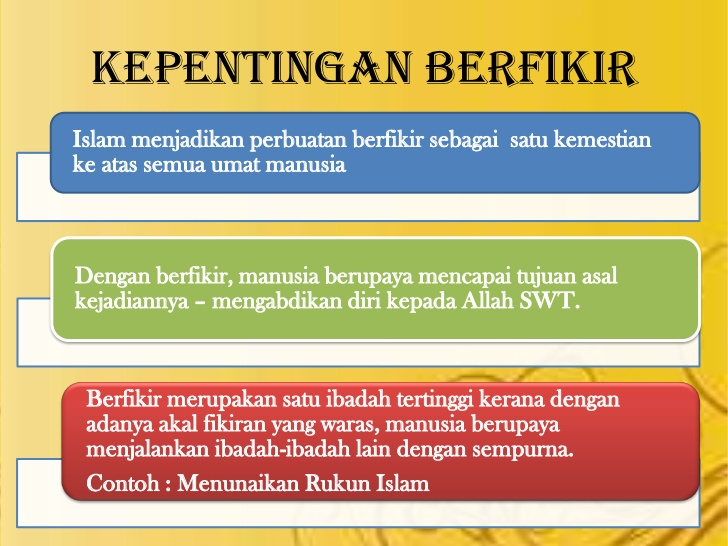 KEPENTINGAN BERFIKIR
Islam menjadikan perbuatan berfikir sebagai satu kemestian
ke atas semua umat manusia
Dengan berfikir, manusia berupaya mencapai tujuan asal
kejadiannya – mengabdikan diri kepada Allah SWT.
Berfikir merupakan satu ibadah tertinggi kerana dengan
adanya akal fikiran yang waras, manusia berupaya
menjalankan ibadah-ibadah lain dengan sempurna.
Contoh : Menunaikan Rukun Islam